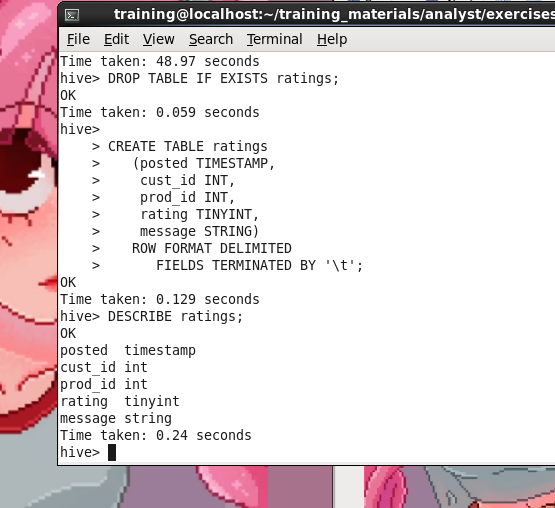 training@localhost:~/training_materials/analyst/exercises
File Edit View Search Terminal Help
Time taken: 48.97 seconds
hive> DROP TABLE IF EXISTS ratings;
OK
Time taken: 0.059 seconds
hive>
    > CREATE TABLE ratings
    >    (posted TIMESTAMP,
    >     cust_id INT,
    >     prod_id INT,
    >     rating TINYINT,
    >     message STRING)
    >    ROW FORMAT DELIMITED
    >       FIELDS TERMINATED BY '\t';
OK
Time taken: 0.129 seconds
hive> DESCRIBE ratings;
OK
posted  timestamp
cust_id int
prod_id int
rating  tinyint
message string
Time taken: 0.24 seconds
hive>